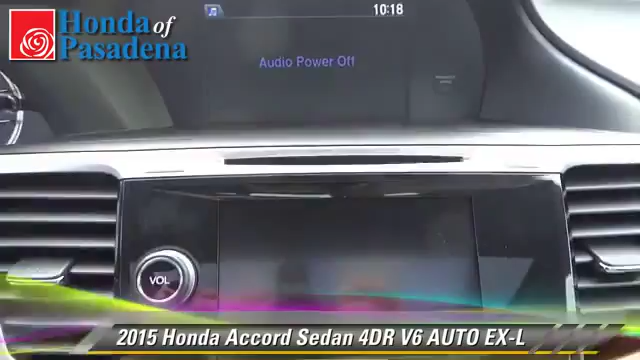 Honda of
Pasadena
10:18
Audio Power Off
VOL
2015 Honda Accord Sedan 4DR V6 AUTO EX-L